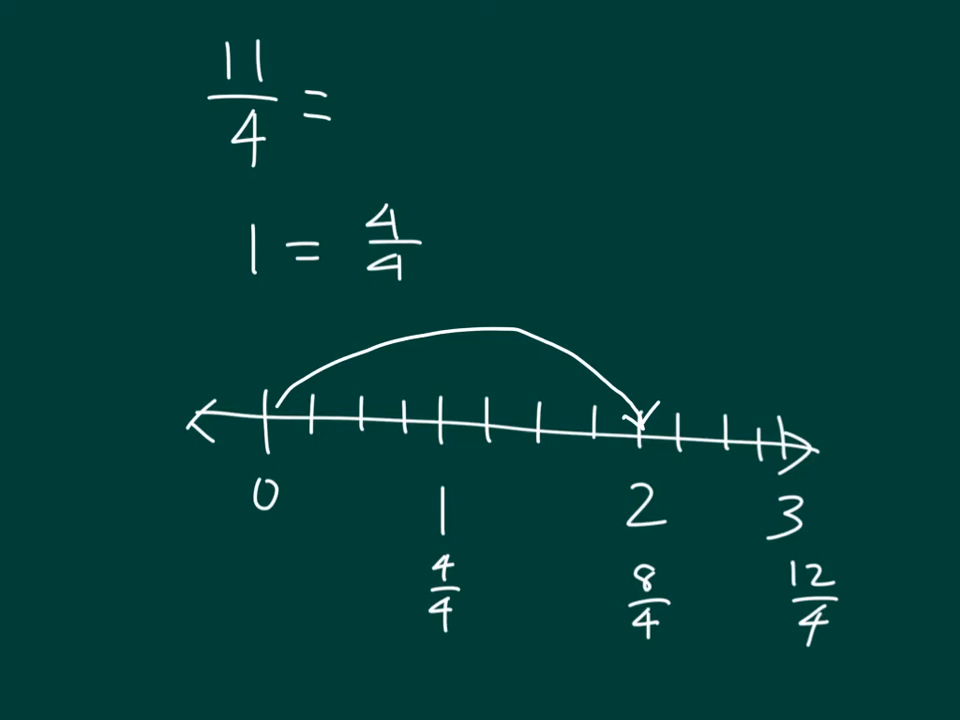 11/4 =
1 = 4/4
0 1 2 3
4/4 8/4 12/4